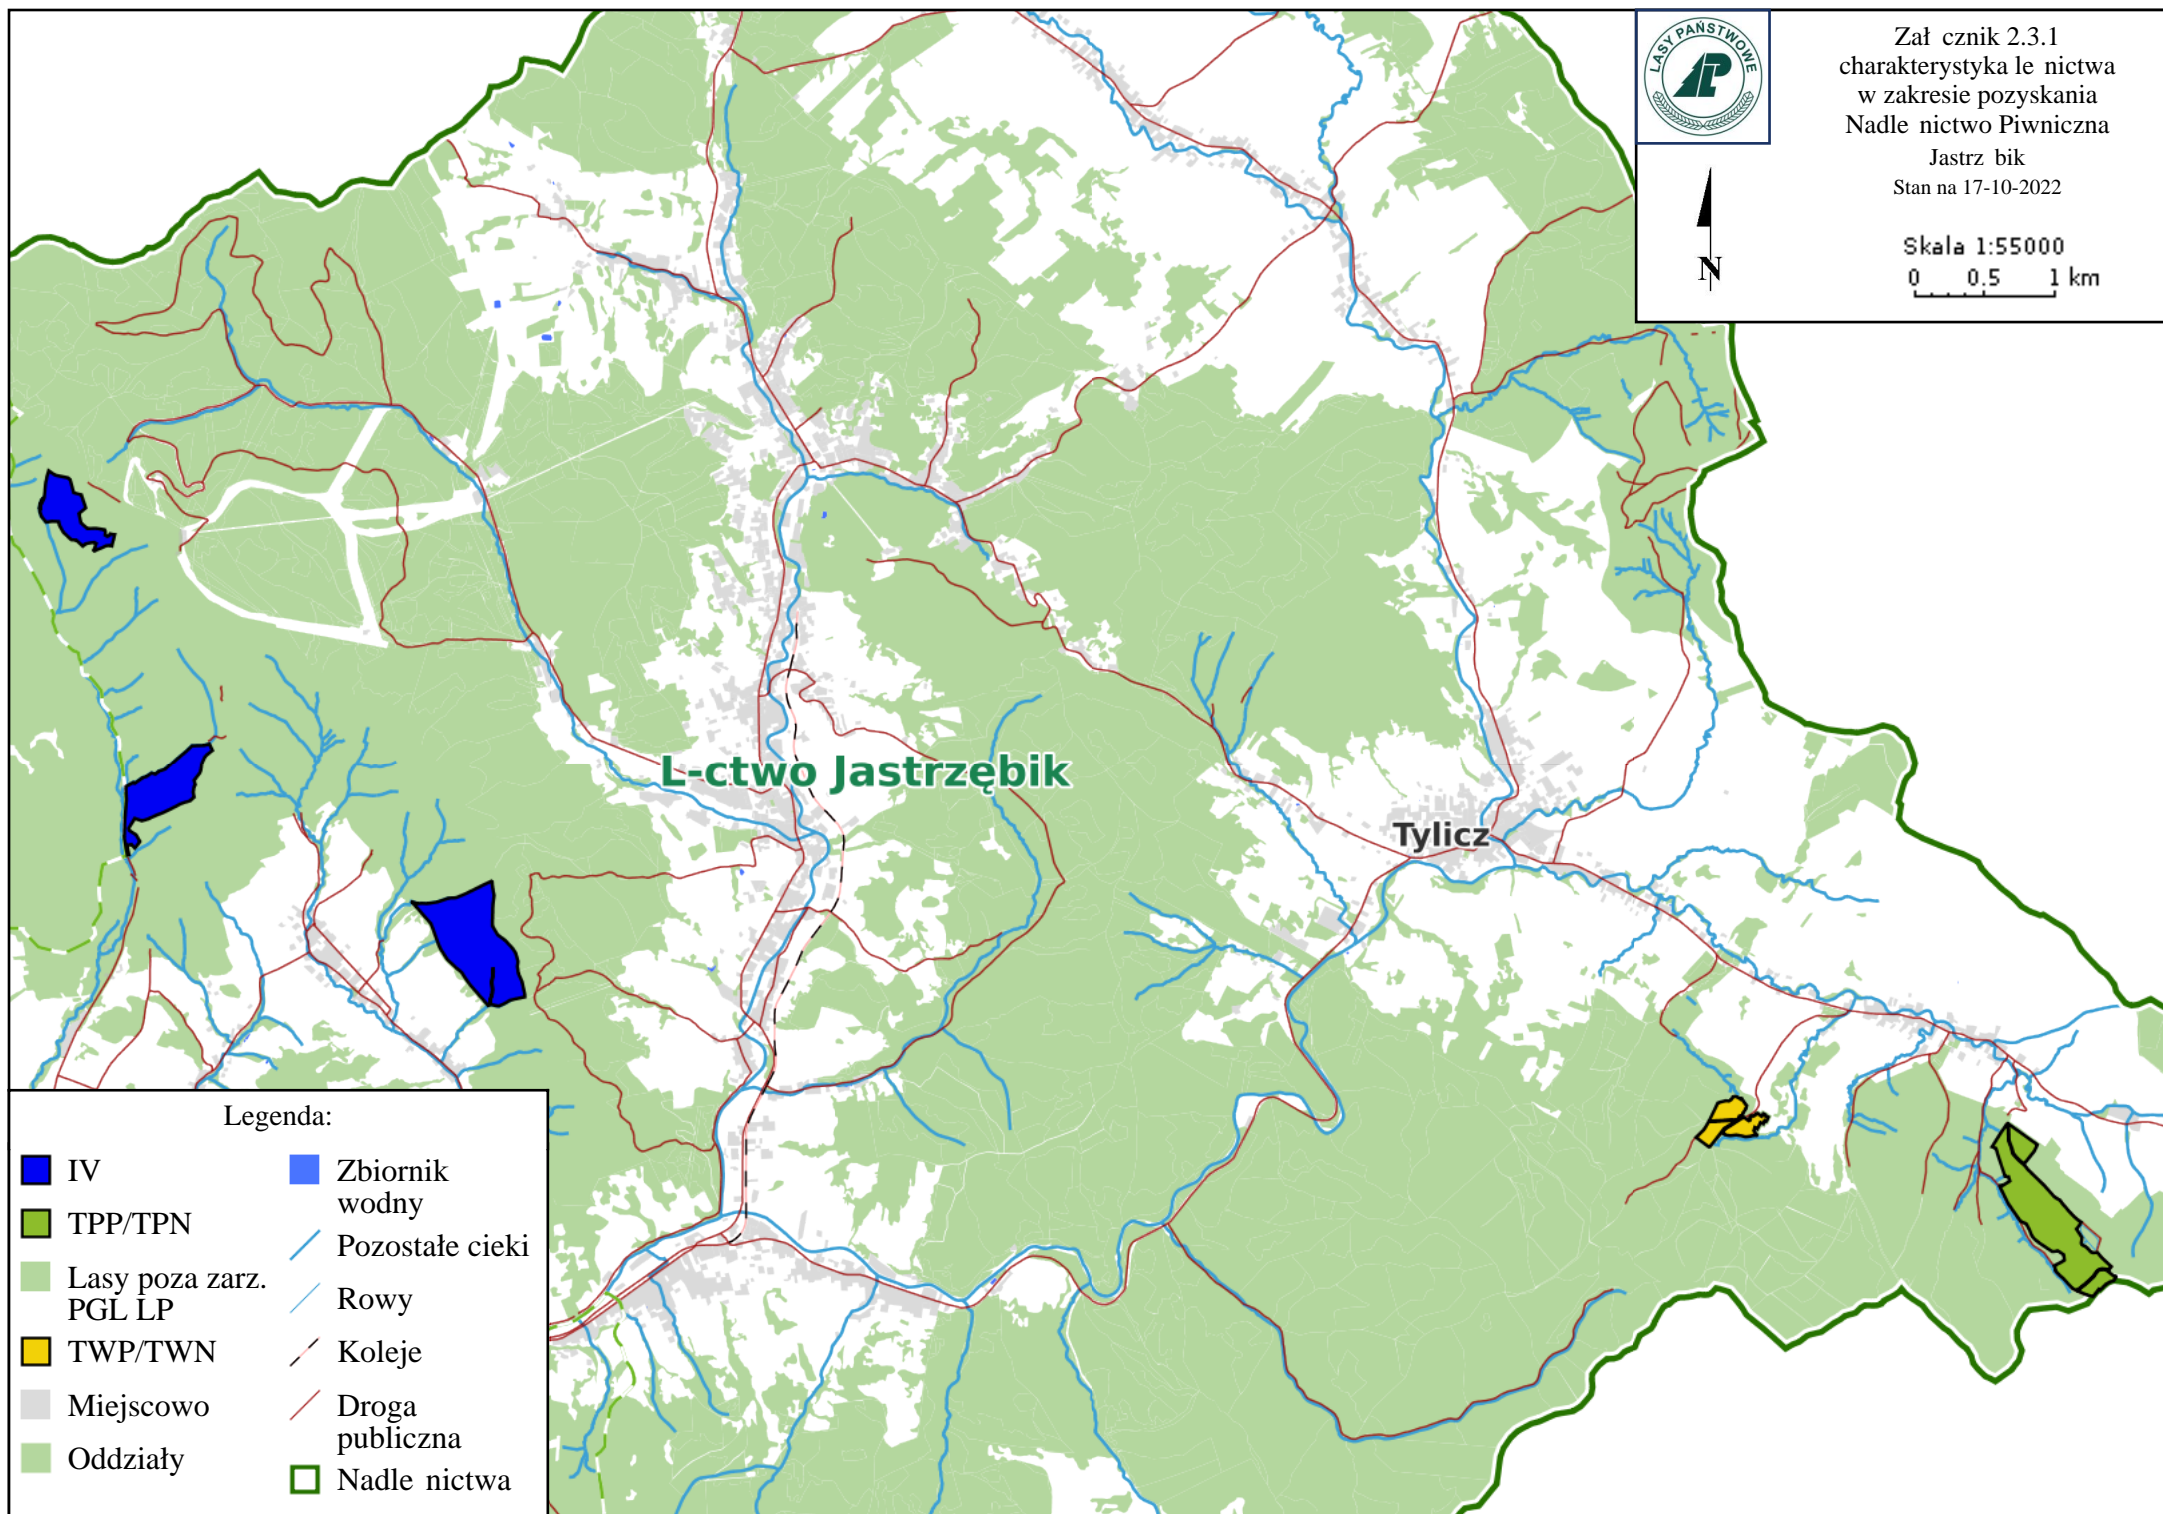 LASY PAŃSTWOWE
Zał cznik 2.3.1
charakterystyka le nictwa
w zakresie pozyskania
Nadle nictwo Piwniczna
Jastrz bik
Stan na 17-10-2022
N
Skala 1:55000
0 0.5 1 km
L-ctwo Jastrzębik
Tylicz
Legenda:
IV
TPP/TPN
Lasy poza zarz.
PGL LP
TWP/TWN
Miejscowo
Oddziały
Zbiornik
wodny
Pozostałe cieki
Rowy
Koleje
Droga
publiczna
Nadle nictwa